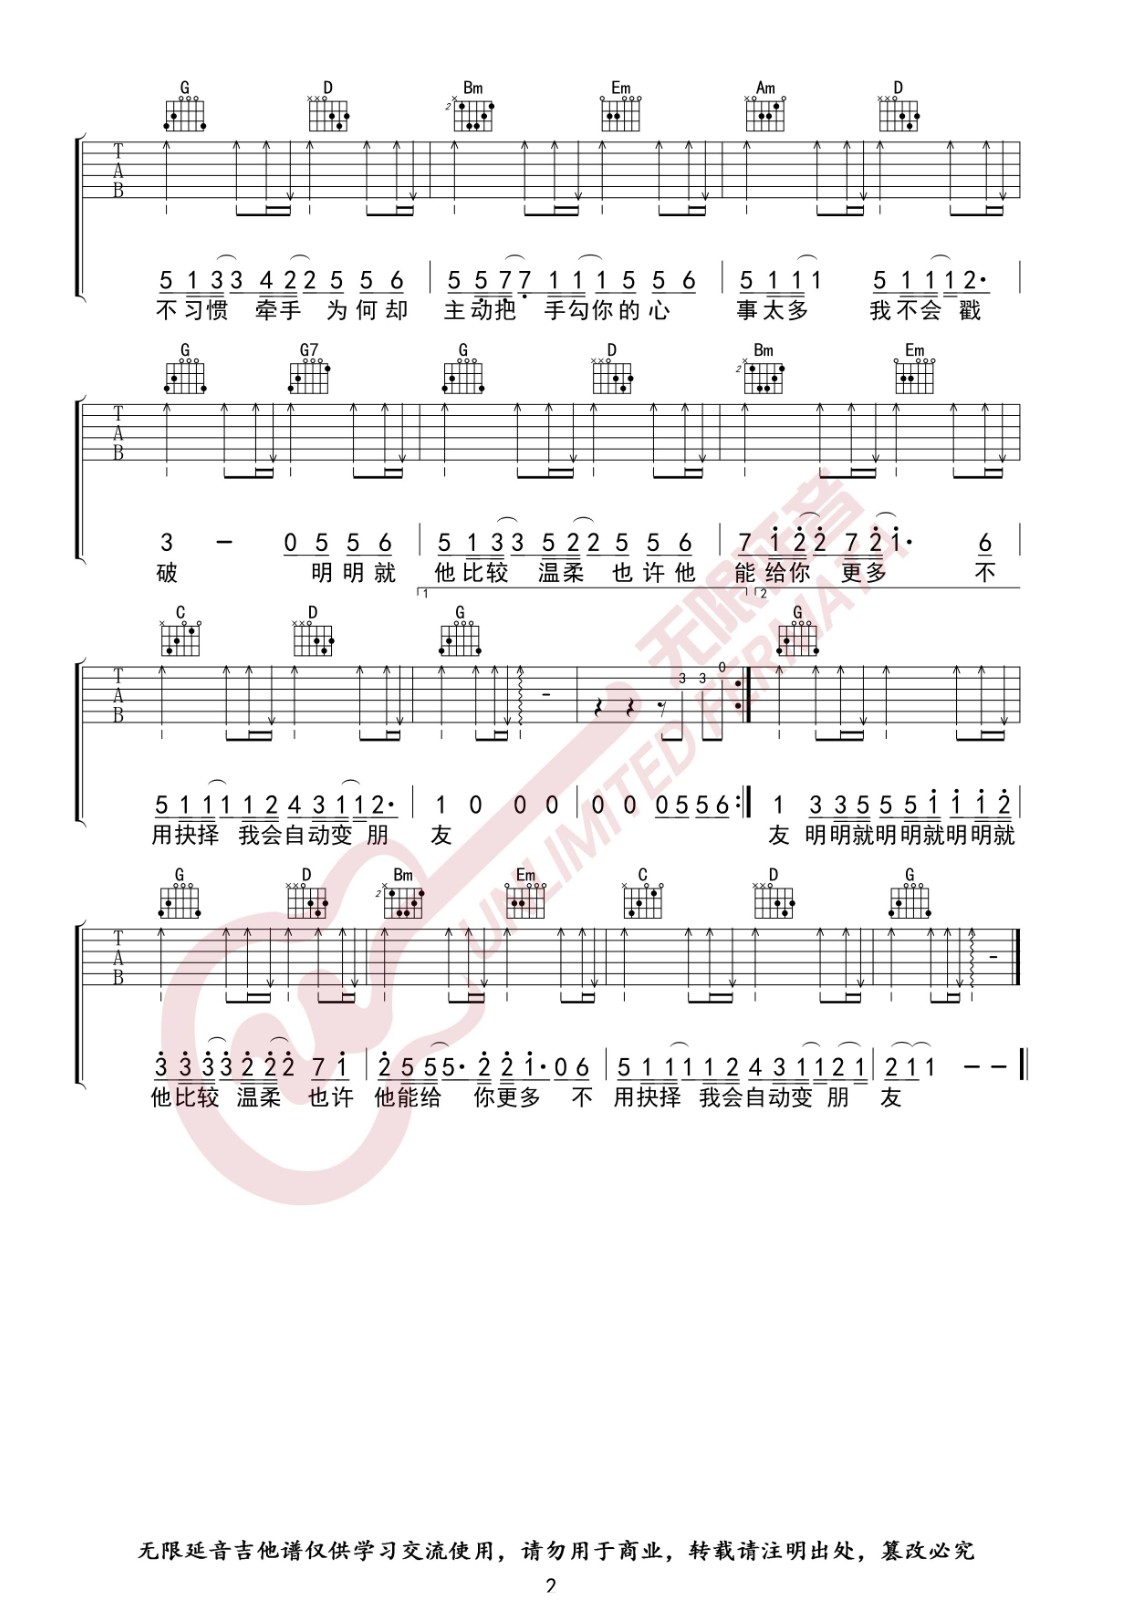 G D Bm Em Am D
2
T
A
B
5 1 3 3 4 2 2 5 5 6 5 5 7 7 1 1 1 5 5 6 5 1 1 1 5 1 1 1 2·
不习惯 牵手 为何却 主动把 手勾你的心 事太多 我不会 戳
G G7 G D Bm Em
2
T
A
B
3 - 0 5 5 6 5 1 3 3 5 2 2 5 5 6 7 1 2 2 7 2 1· 6
破 明明就 他比较 温柔 也许他 能给你 更多 不
1 2
C D G G
3 3 0
T
A
B
5 1 1 1 1 2 4 3 1 1 2· 1 0 0 0 0 0 0 5 5 6 1 3 3 5 5 5 1 1 1 2
用抉择 我会自动变 朋 友 友 明明就明明就明明就
G D Bm Em C D G
2
T
A
B
3 3 3 3 2 2 2 7 1 2 5 5 5· 2 2 1· 0 6 5 1 1 1 1 2 4 3 1 1 2 1 2 1 1 - -
他比较 温柔 也许 他能给 你更多 不 用抉择 我会自动变 朋 友
无限延音
UNLIMITED FERMATA
无限延音吉他谱仅供学习交流使用，请勿用于商业，转载请注明出处，篡改必究
2